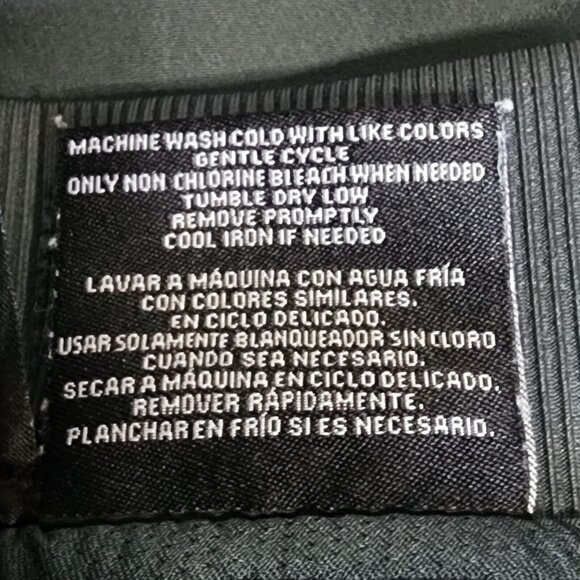 MACHINE WASH COLD WITH LIKE COLORS
GENTLE CYCLE
ONLY NON CHLORINE BLEACH WHEN NEEDED
TUMBLE DRY LOW
REMOVE PROMPTLY
COOL IRON IF NEEDED
LAVAR A MÁQUINA CON AGUA FRÍA
CON COLORES SIMILARES.
EN CICLO DELICADO.
USAR SOLAMENTE BLANQUEADOR SIN CLORO
CUANDO SEA NECESARIO.
SECAR A MÁQUINA EN CICLO DELICADO.
REMOVER RÁPIDAMENTE.
PLANCHAR EN FRÍO SI ES NECESARIO.